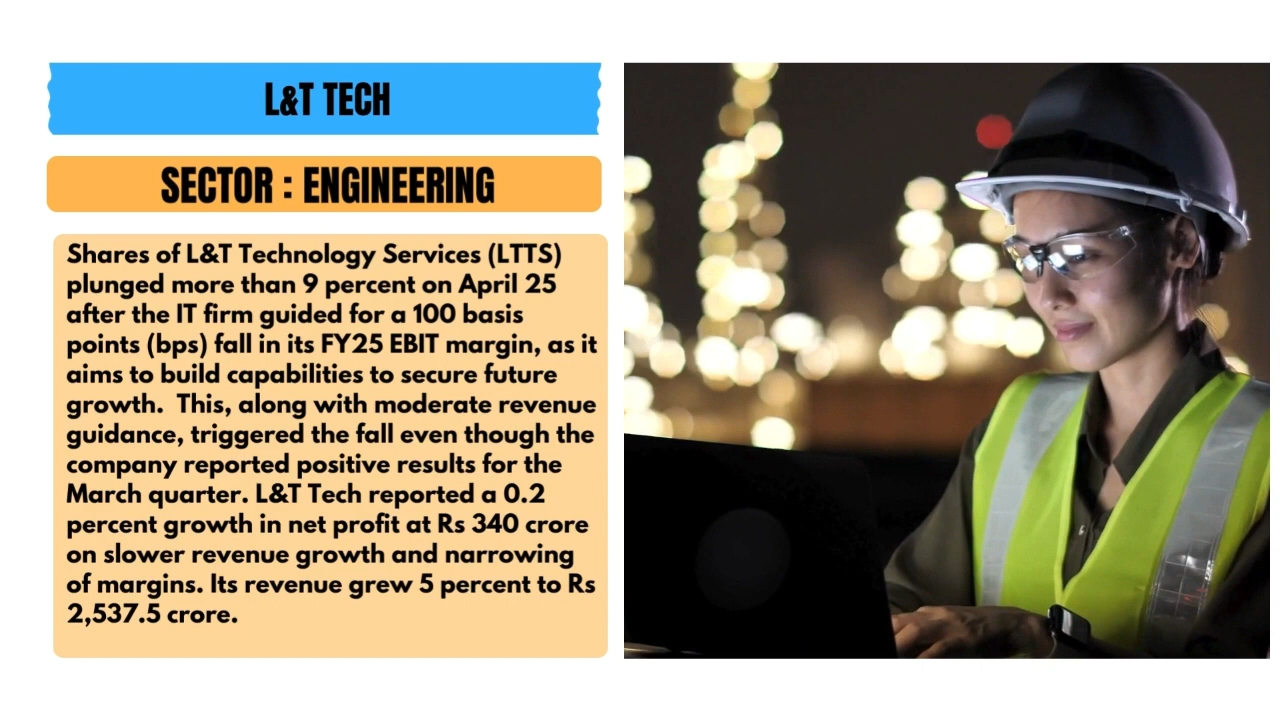 L&T TECH
SECTOR : ENGINEERING
Shares of L&T Technology Services (LTTS)
plunged more than 9 percent on April 25
after the IT firm guided for a 100 basis
points (bps) fall in its FY25 EBIT margin, as it
aims to build capabilities to secure future
growth.  This, along with moderate revenue
guidance, triggered the fall even though the
company reported positive results for the
March quarter. L&T Tech reported a 0.2
percent growth in net profit at Rs 340 crore
on slower revenue growth and narrowing
of margins. Its revenue grew 5 percent to Rs
2,537.5 crore.